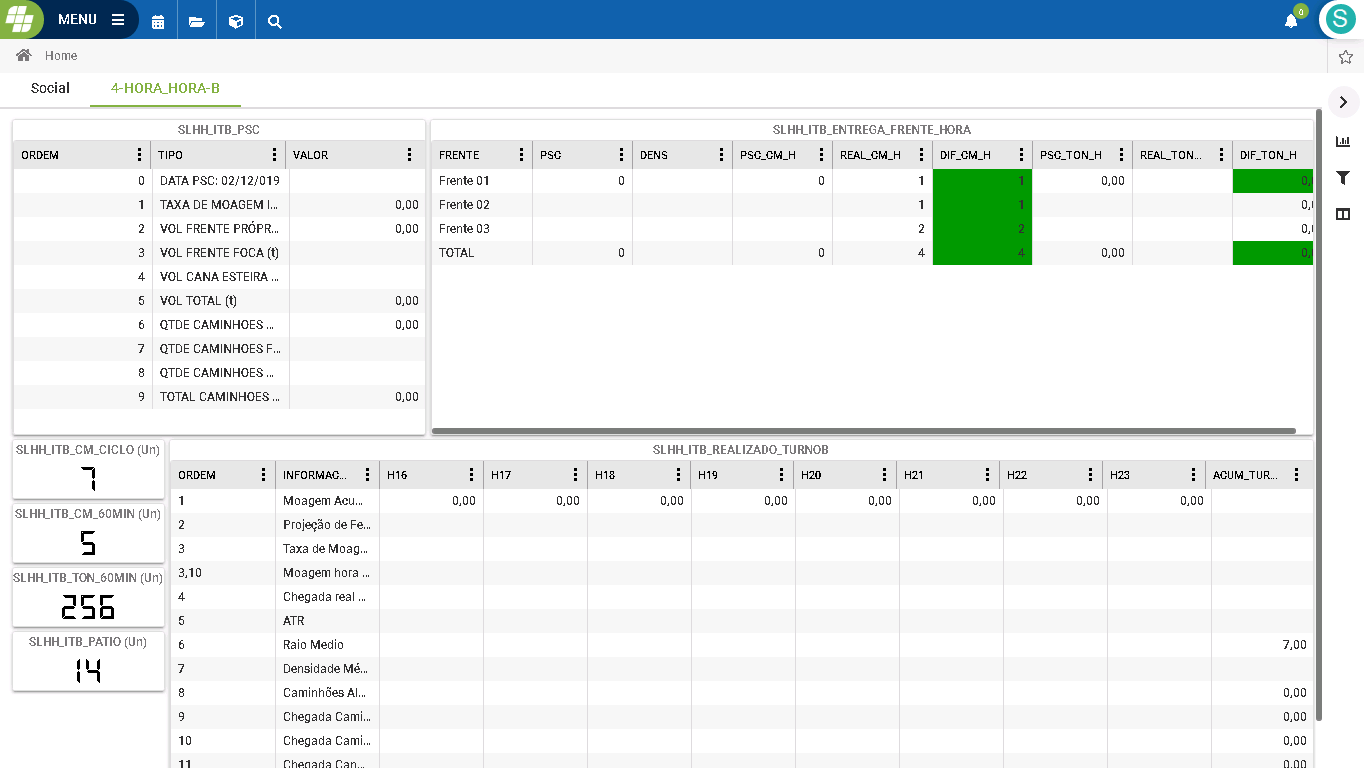 MENU
0
S
Home
Social
4-HORA_HORA-B
SLHH_ITB_PSC
ORDEM TIPO VALOR
0 DATA PSC: 02/12/019
1 TAXA DE MOAGEM I... 0,00
2 VOL FRENTE PRÓPR... 0,00
3 VOL FRENTE FOCA (t)
4 VOL CANA ESTEIRA ...
5 VOL TOTAL (t) 0,00
6 QTDE CAMINHOES ... 0,00
7 QTDE CAMINHOES F...
8 QTDE CAMINHOES ...
9 TOTAL CAMINHOES ... 0,00
SLHH_ITB_ENTREGA_FRENTE_HORA
FRENTE PSC DENS PSC_CM_H REAL_CM_H DIF_CM_H PSC_TON_H REAL_TON... DIF_TON_H
Frente 01 0 0 1 1 0,00 0,
Frente 02 1 1 0,
Frente 03 2 2 0,
TOTAL 0 0 4 4 0,00 0,
SLHH_ITB_CM_CICLO (Un)
7
SLHH_ITB_CM_60MIN (Un)
5
SLHH_ITB_TON_60MIN (Un)
256
SLHH_ITB_PATIO (Un)
14
SLHH_ITB_REALIZADO_TURNOB
ORDEM INFORMAC... H16 H17 H18 H19 H20 H21 H22 H23 ACUM_TUR...
1 Moagem Acu... 0,00 0,00 0,00 0,00 0,00 0,00 0,00 0,00
2 Projeção de Fe...
3 Taxa de Moag...
3,10 Moagem hora ...
4 Chegada real ...
5 ATR
6 Raio Medio 7,00
7 Densidade Mé...
8 Caminhões Al... 0,00
9 Chegada Cami... 0,00
10 Chegada Cami... 0,00
11 Chegada Can... 0,00